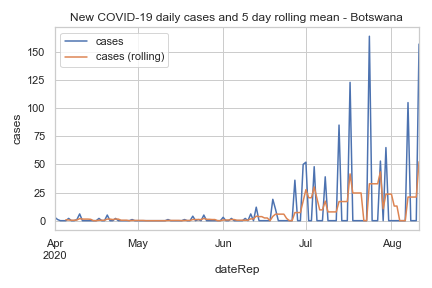 New COVID-19 daily cases and 5 day rolling mean - Botswana
cases
cases (rolling)
150
125
100
75
50
25
0
cases
Apr May Jun Jul Aug
2020
dateRep